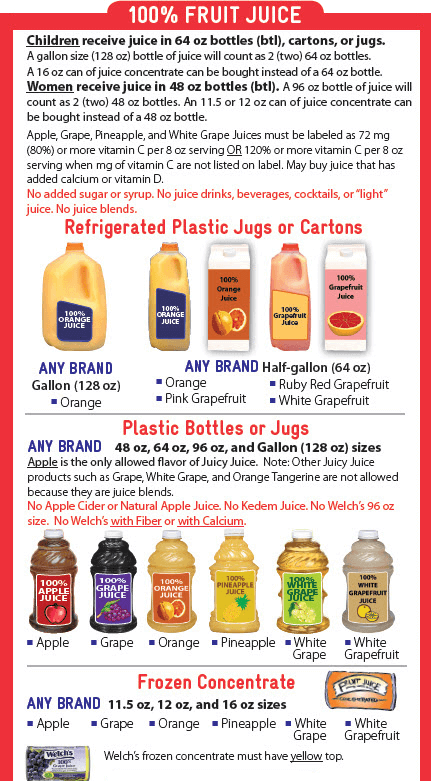 100% FRUIT JUICE
Children receive juice in 64 oz bottles (btl), cartons, or jugs.
A gallon size (128 oz) bottle of juice will count as 2 (two) 64 oz bottles.
A 16 oz can of juice concentrate can be bought instead of a 64 oz bottle.
Women receive juice in 48 oz bottles (btl). A 96 oz bottle of juice will
count as 2 (two) 48 oz bottles. An 11.5 or 12 oz can of juice concentrate can
be bought instead of a 48 oz bottle.
Apple, Grape, Pineapple, and White Grape Juices must be labeled as 72 mg
(80%) or more vitamin C per 8 oz serving OR 120% or more vitamin C per 8 oz
serving when mg of vitamin C are not listed on label. May buy juice that has
added calcium or vitamin D.
No added sugar or syrup. No juice drinks, beverages, cocktails, or “light”
juice. No juice blends.
Refrigerated Plastic Jugs or Cartons
100% ORANGE JUICE
100% ORANGE JUICE
100% Orange Juice
100% Grapefruit Juice
100% Grapefruit Juice
ANY BRAND
Gallon (128 oz)
▪ Orange
ANY BRAND Half-gallon (64 oz)
▪ Orange ▪ Ruby Red Grapefruit
▪ Pink Grapefruit ▪ White Grapefruit
Plastic Bottles or Jugs
ANY BRAND 48 oz, 64 oz, 96 oz, and Gallon (128 oz) sizes
Apple is the only allowed flavor of Juicy Juice. Note: Other Juicy Juice
products such as Grape, White Grape, and Orange Tangerine are not allowed
because they are juice blends.
No Apple Cider or Natural Apple Juice. No Kedem Juice. No Welch’s 96 oz
size. No Welch’s with Fiber or with Calcium.
100% APPLE JUICE
100% GRAPE JUICE
100% ORANGE JUICE
100% PINEAPPLE JUICE
100% WHITE GRAPE JUICE
100% WHITE GRAPEFRUIT JUICE
▪ Apple ▪ Grape ▪ Orange ▪ Pineapple ▪ White Grape ▪ White Grapefruit
Frozen Concentrate
FRUIT JUICE
CONCENTRATED
ANY BRAND 11.5 oz, 12 oz, and 16 oz sizes
▪ Apple ▪ Grape ▪ Orange ▪ Pineapple ▪ White Grape ▪ White Grapefruit
Welch's
100%
Welch’s frozen concentrate must have yellow top.